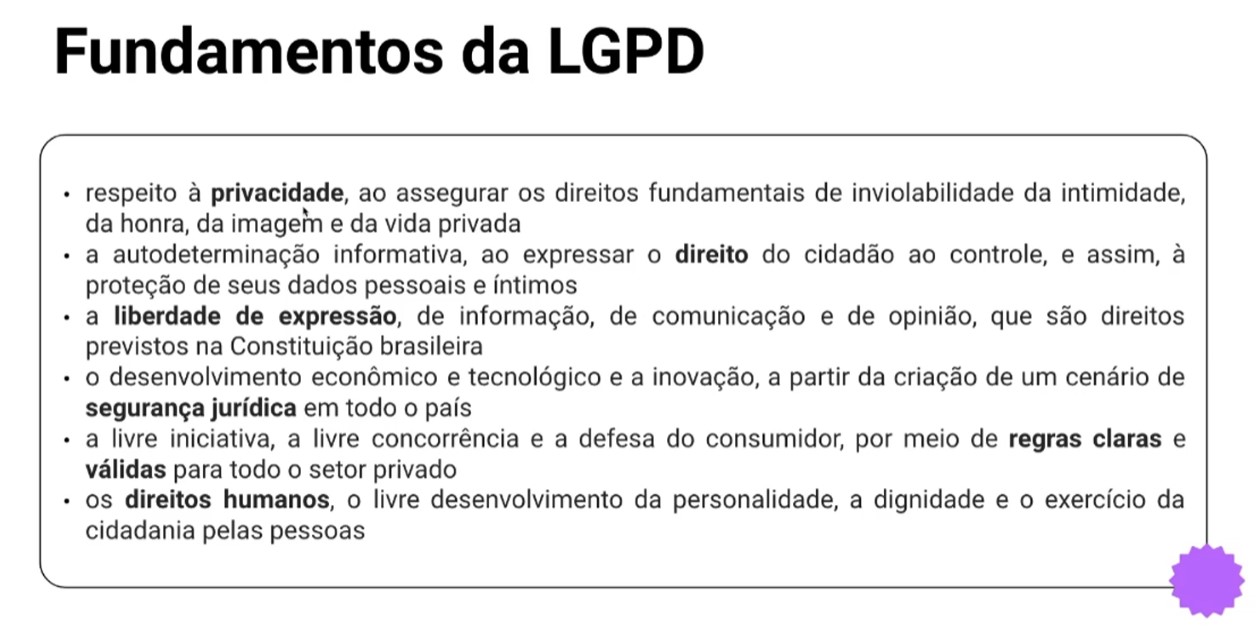 Fundamentos da LGPD
• respeito à privacidade, ao assegurar os direitos fundamentais de inviolabilidade da intimidade,
da honra, da imagem e da vida privada
• a autodeterminação informativa, ao expressar o direito do cidadão ao controle, e assim, à
proteção de seus dados pessoais e íntimos
• a liberdade de expressão, de informação, de comunicação e de opinião, que são direitos
previstos na Constituição brasileira
• o desenvolvimento econômico e tecnológico e a inovação, a partir da criação de um cenário de
segurança jurídica em todo o país
• a livre iniciativa, a livre concorrência e a defesa do consumidor, por meio de regras claras e
válidas para todo o setor privado
• os direitos humanos, o livre desenvolvimento da personalidade, a dignidade e o exercício da
cidadania pelas pessoas